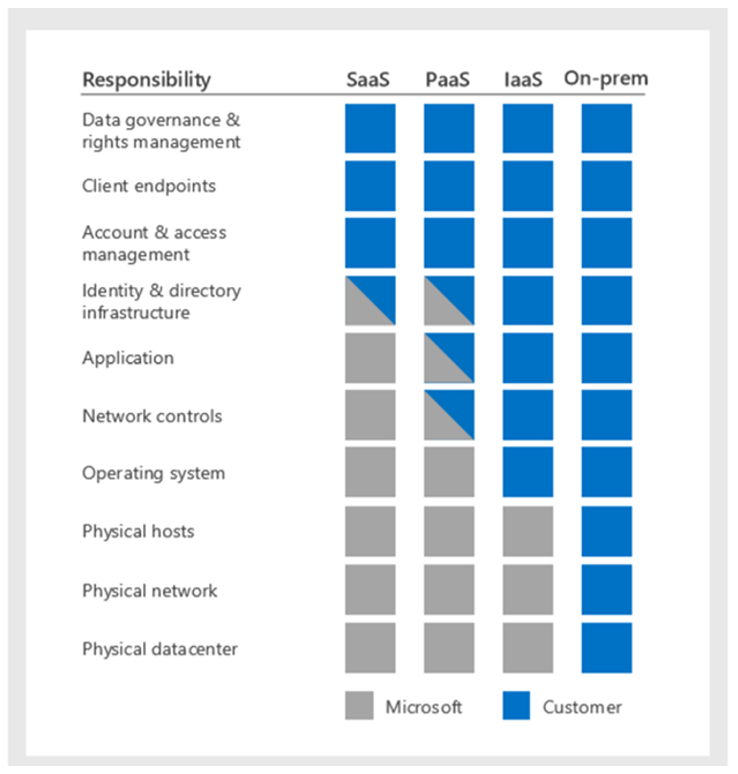 Responsibility SaaS PaaS IaaS On-prem
Data governance &
rights management
Client endpoints
Account & access
management
Identity & directory
infrastructure
Application
Network controls
Operating system
Physical hosts
Physical network
Physical datacenter
Microsoft Customer